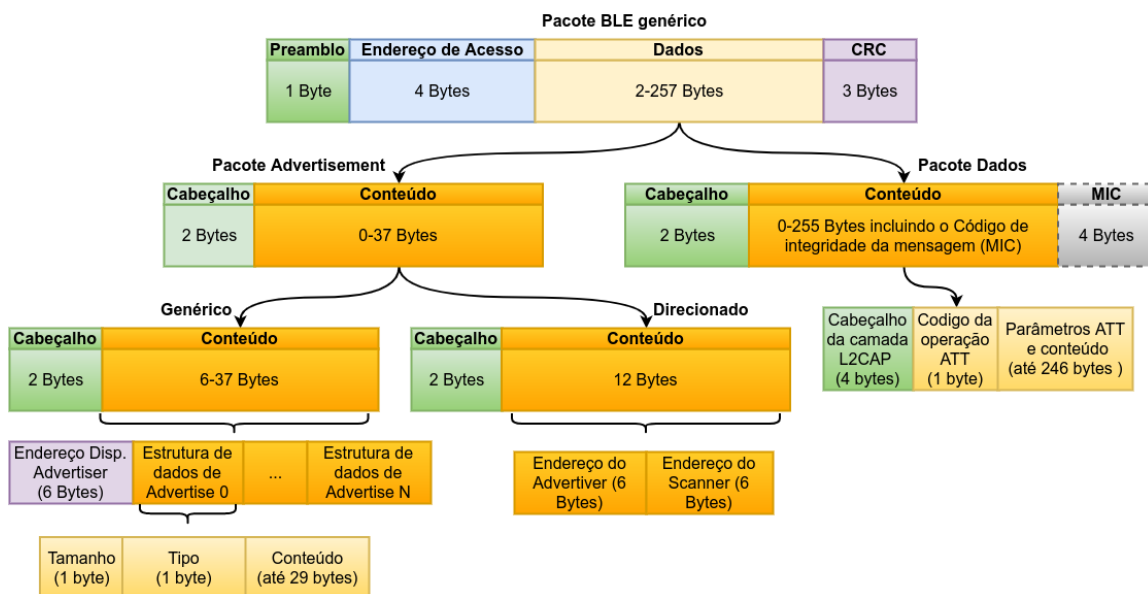 Pacote BLE genérico
Preamblo
Endereço de Acesso
Dados
CRC
1 Byte
4 Bytes
2-257 Bytes
3 Bytes
Pacote Advertisement
Pacote Dados
Cabeçalho
Conteúdo
2 Bytes
0-37 Bytes
Cabeçalho
Conteúdo
MIC
2 Bytes
0-255 Bytes incluindo o Código de
integridade da mensagem (MIC)
4 Bytes
Genérico
Direcionado
Cabeçalho
Conteúdo
2 Bytes
6-37 Bytes
Cabeçalho
Conteúdo
2 Bytes
12 Bytes
Cabeçalho
da camada
L2CAP
(4 bytes)
Codigo da
operação
ATT
(1 byte)
Parâmetros ATT
e conteúdo
(até 246 bytes )
Endereço Disp.
Advertiser
(6 Bytes)
Estrutura de
dados de
Advertise 0
...
Estrutura de
dados de
Advertise N
Endereço do
Advertiver (6
Bytes)
Endereço do
Scanner (6
Bytes)
Tamanho
(1 byte)
Tipo
(1 byte)
Conteúdo
(até 29 bytes)